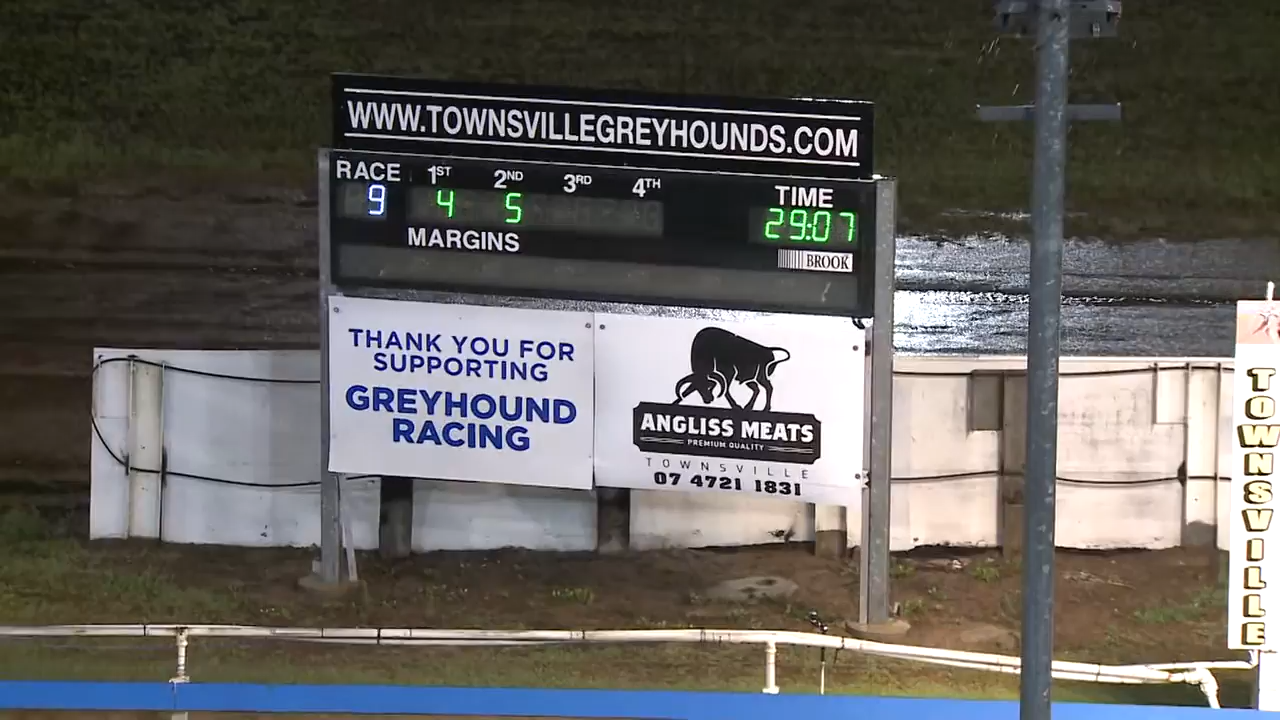 WWW.TOWNSVILLEGREYHOUNDS.COM
RACE 1ST 2ND 3RD 4TH TIME
9 4 5 29:07
MARGINS
BROOK
THANK YOU FOR
SUPPORTING
GREYHOUND
RACING
ANGLISS MEATS
PREMIUM QUALITY
TOWNSVILLE
07 4721 1831
TOWNSVILLE